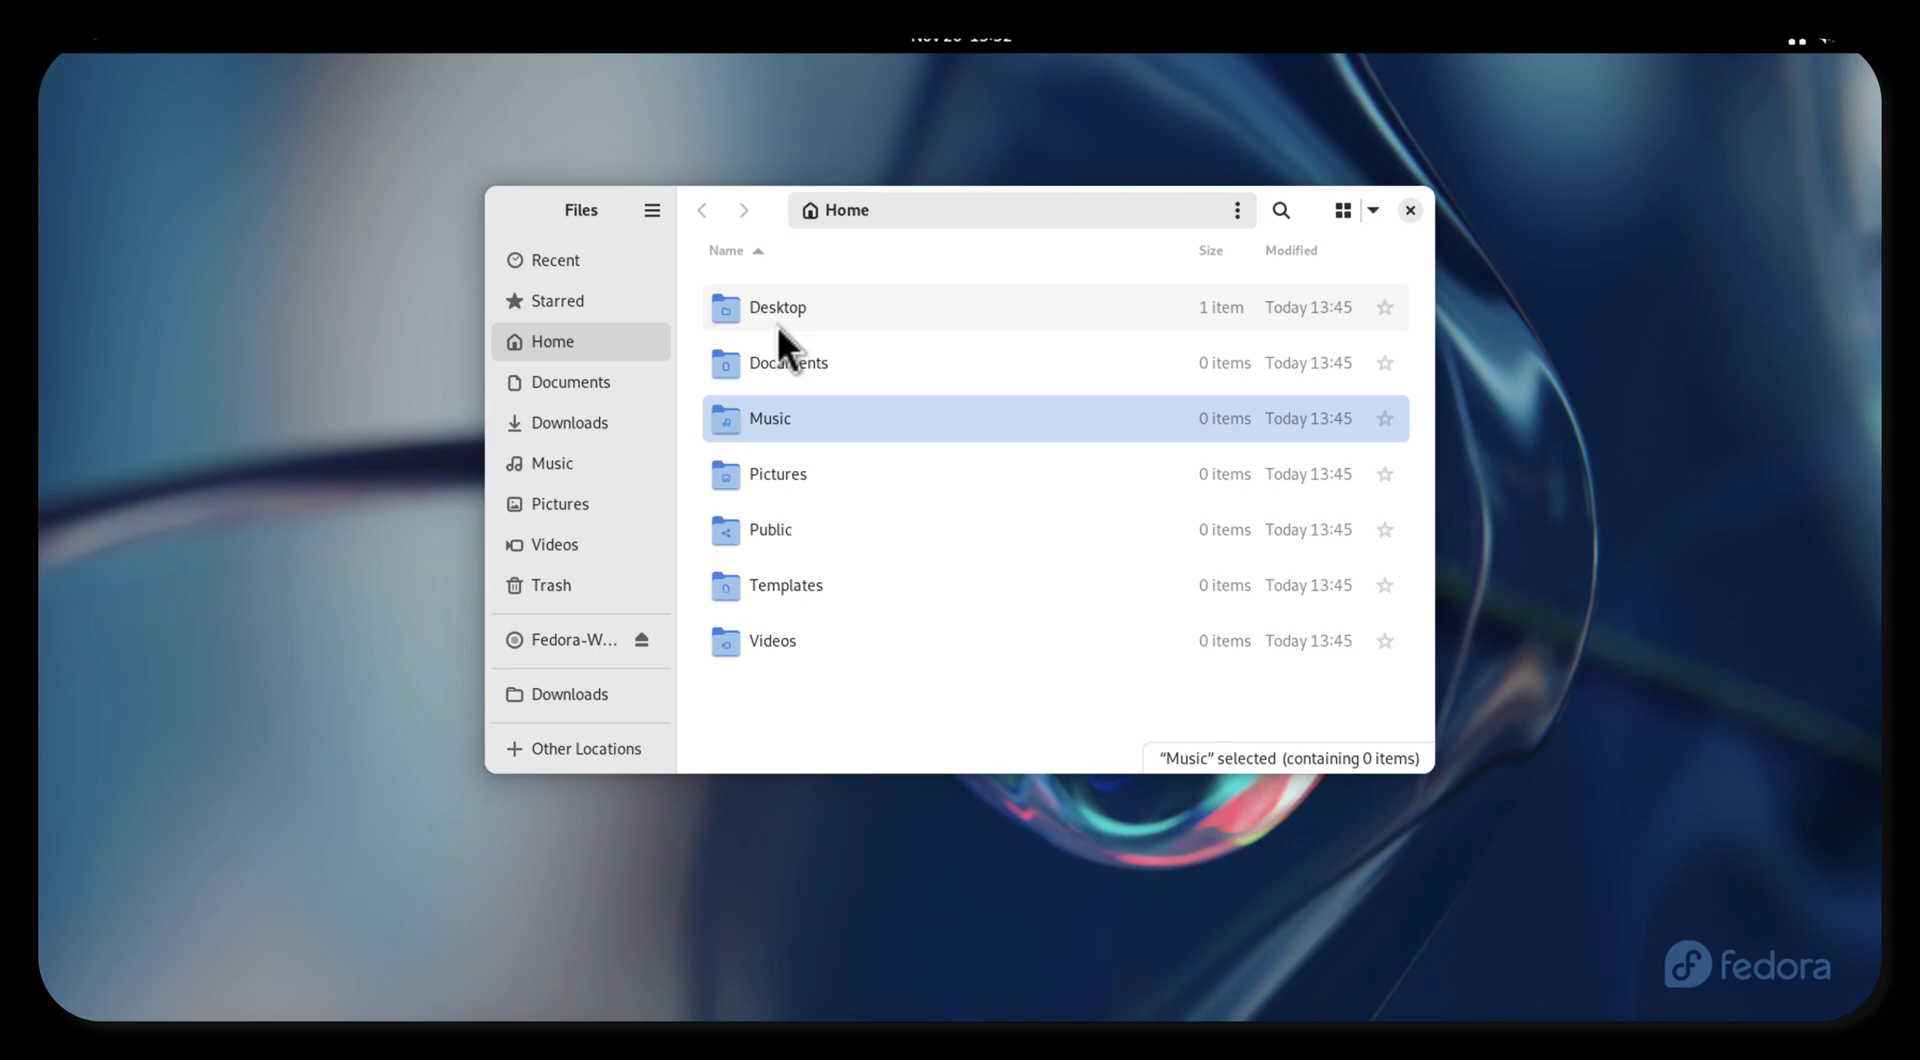 Files
Home
Recent
Starred
Home
Documents
Downloads
Music
Pictures
Videos
Trash
Fedora-W...
Downloads
Other Locations
Name Size Modified
Desktop 1 item Today 13:45
Documents 0 items Today 13:45
Music 0 items Today 13:45
Pictures 0 items Today 13:45
Public 0 items Today 13:45
Templates 0 items Today 13:45
Videos 0 items Today 13:45
“Music” selected (containing 0 items)
fedora